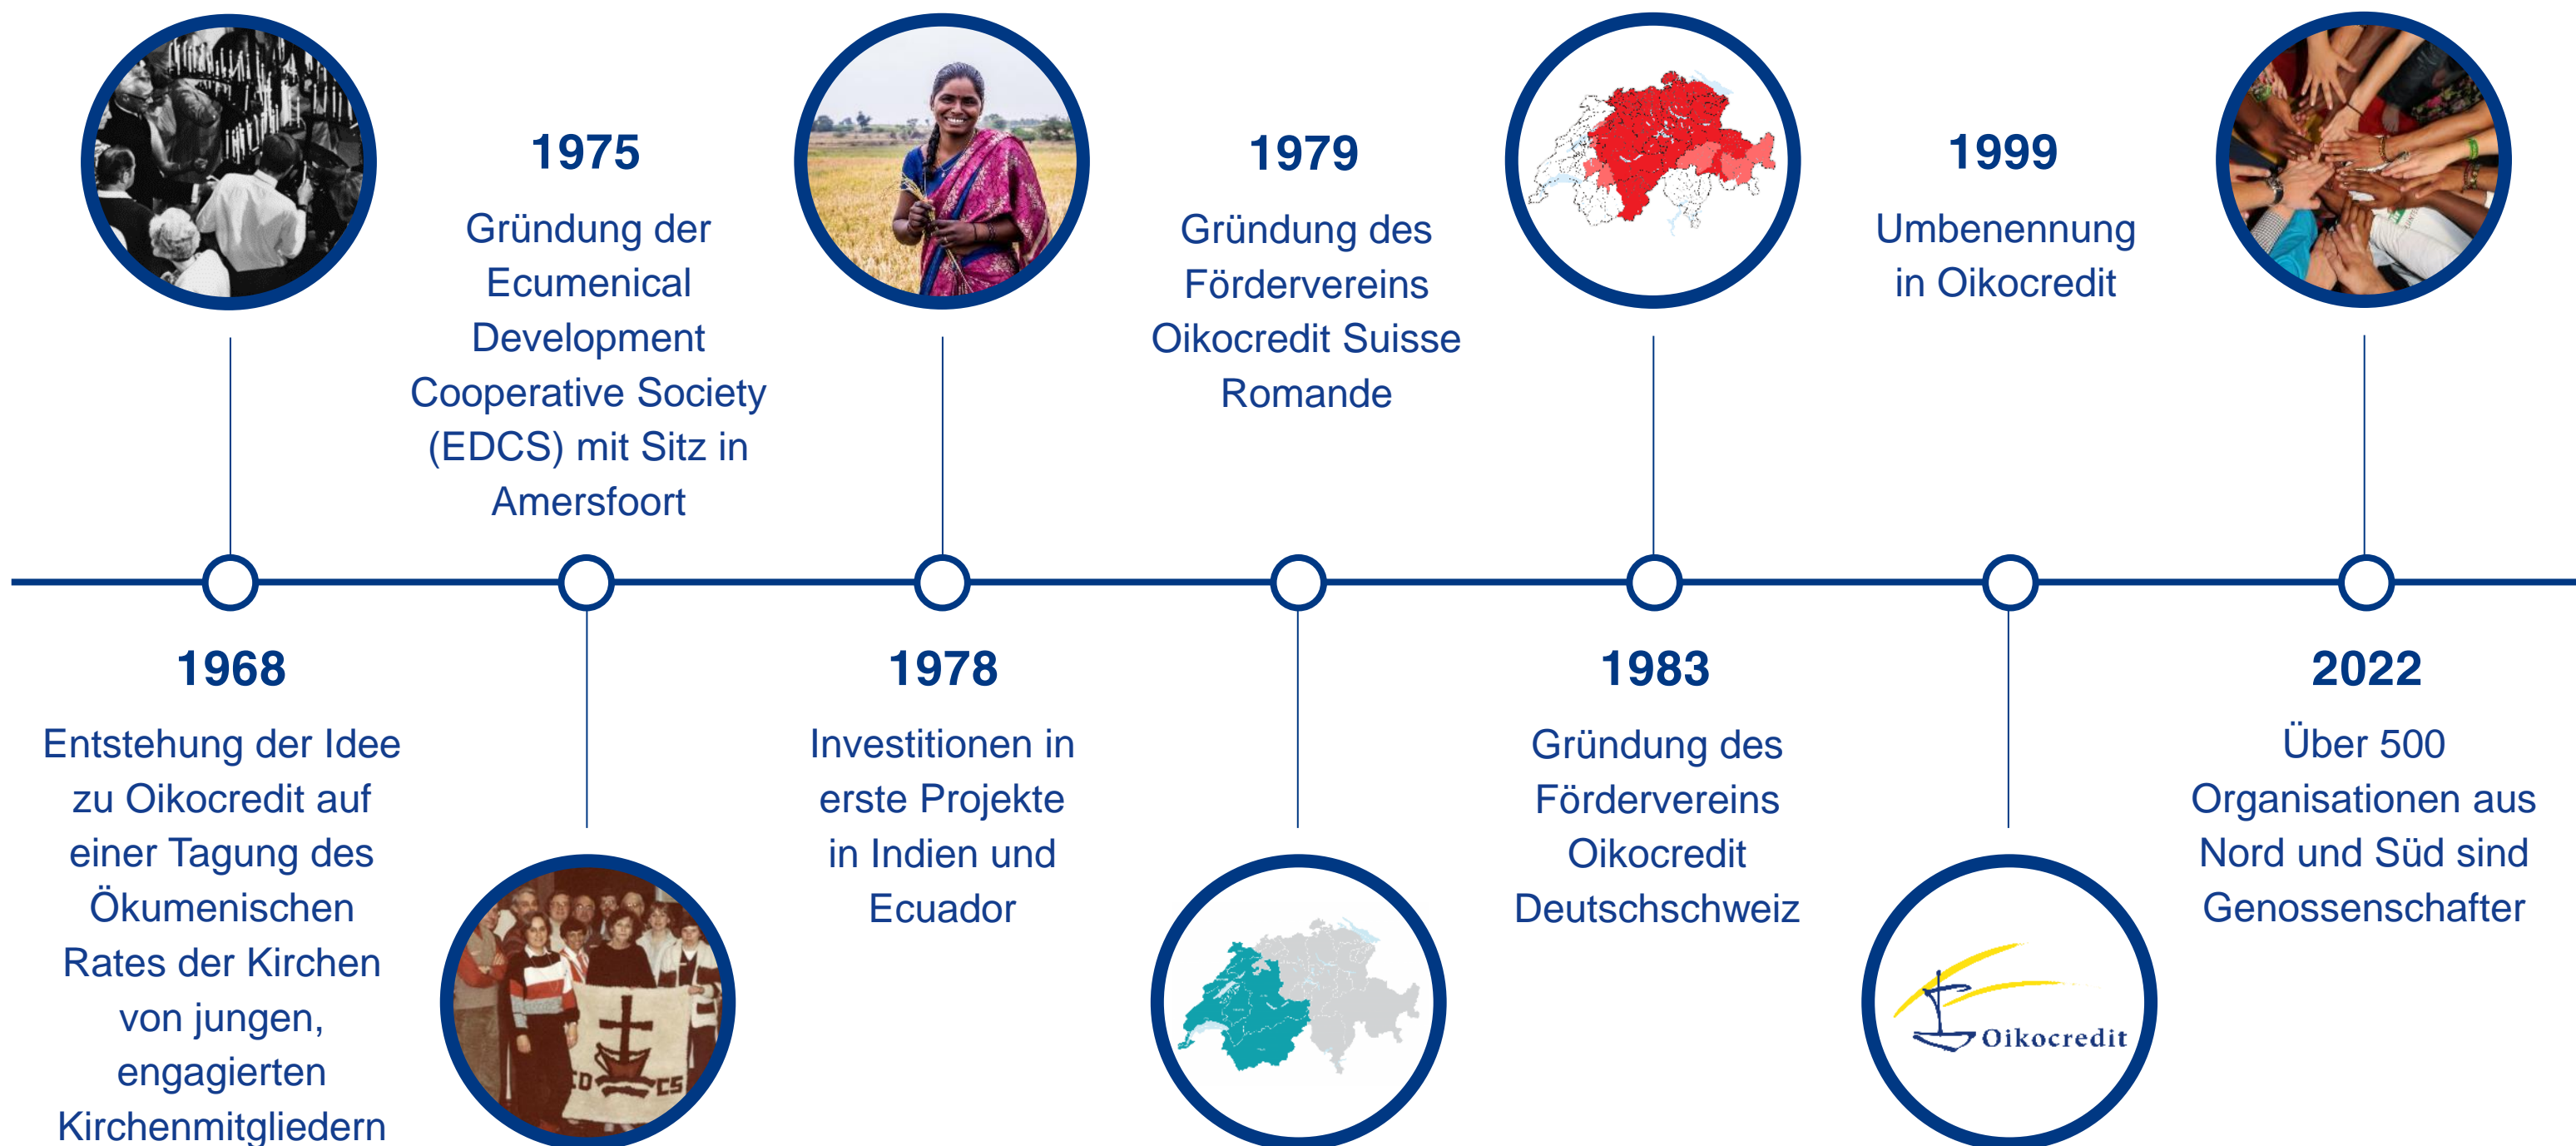 1968
Entstehung der Idee
zu Oikocredit auf
einer Tagung des
Ökumenischen
Rates der Kirchen
von jungen,
engagierten
Kirchenmitgliedern
1975
Gründung der
Ecumenical
Development
Cooperative Society
(EDCS) mit Sitz in
Amersfoort
CS
1978
Investitionen in
erste Projekte
in Indien und
Ecuador
1979
Gründung des
Fördervereins
Oikocredit Suisse
Romande
1983
Gründung des
Fördervereins
Oikocredit
Deutschschweiz
1999
Umbenennung
in Oikocredit
Oikocredit
2022
Über 500
Organisationen aus
Nord und Süd sind
Genossenschafter